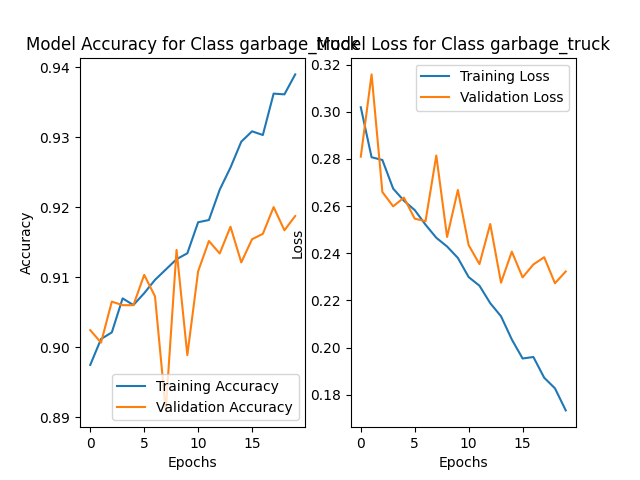 Model Accuracy for Class garbage_truck
0.94
0.93
0.92
0.91
0.90
0.89
Accuracy
0 5 10 15
Epochs
Training Accuracy
Validation Accuracy
Model Loss for Class garbage_truck
0.32
0.30
0.28
0.26
0.24
0.22
0.20
0.18
Loss
0 5 10 15
Epochs
Training Loss
Validation Loss